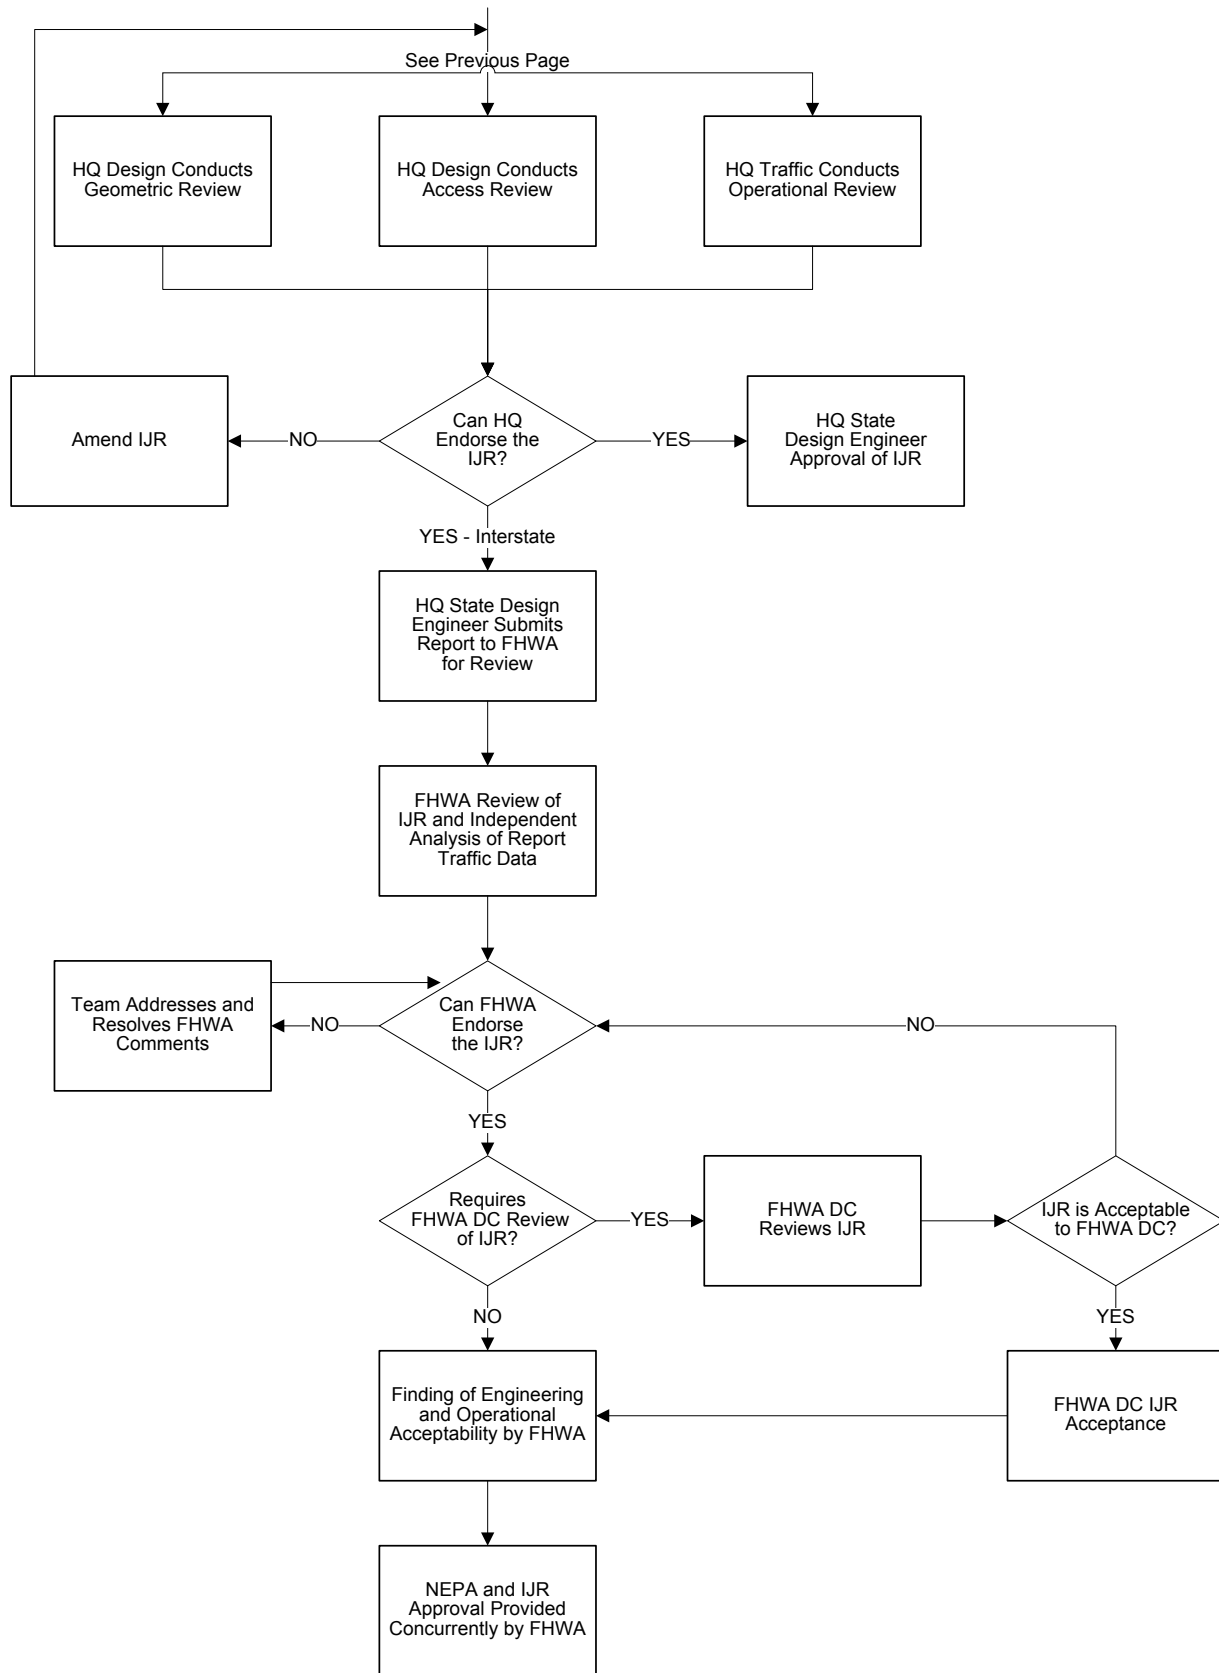 See Previous Page
HQ Design Conducts
Geometric Review
HQ Design Conducts
Access Review
HQ Traffic Conducts
Operational Review
Amend IJR
NO
Can HQ
Endorse the
IJR?
YES
HQ State
Design Engineer
Approval of IJR
YES - Interstate
HQ State Design
Engineer Submits
Report to FHWA
for Review
FHWA Review of
IJR and Independent
Analysis of Report
Traffic Data
Team Addresses and
Resolves FHWA
Comments
NO
Can FHWA
Endorse
the IJR?
NO
YES
Requires
FHWA DC Review
of IJR?
YES
FHWA DC
Reviews IJR
IJR is Acceptable
to FHWA DC?
NO
YES
Finding of Engineering
and Operational
Acceptability by FHWA
FHWA DC IJR
Acceptance
NEPA and IJR
Approval Provided
Concurrently by FHWA